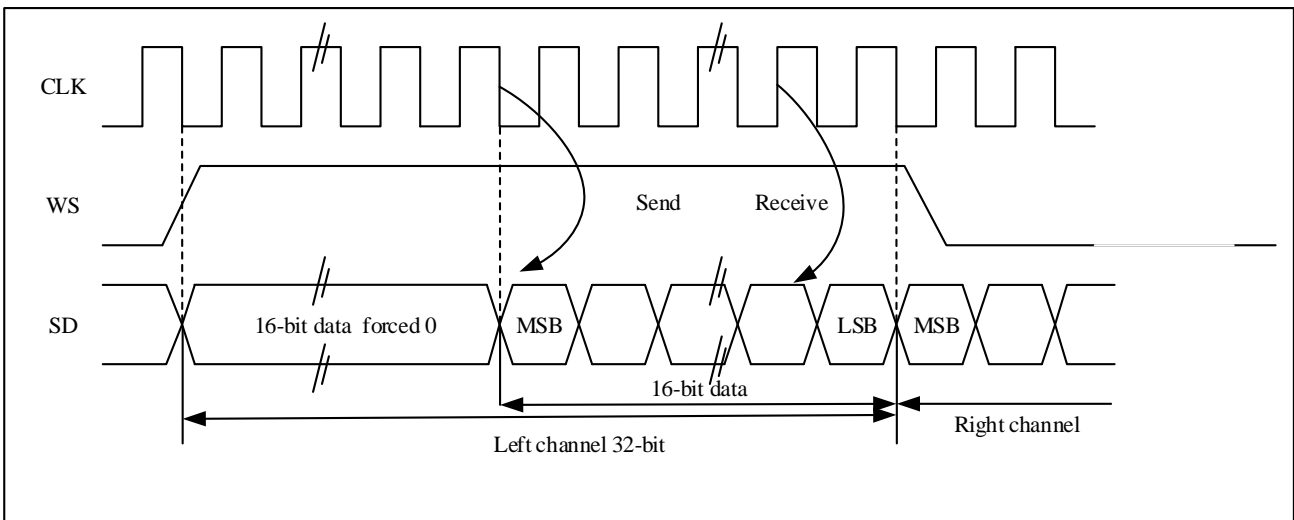 CLK
WS
Send
Receive
SD
16-bit data forced 0
MSB
LSB
MSB
16-bit data
Left channel 32-bit
Right channel